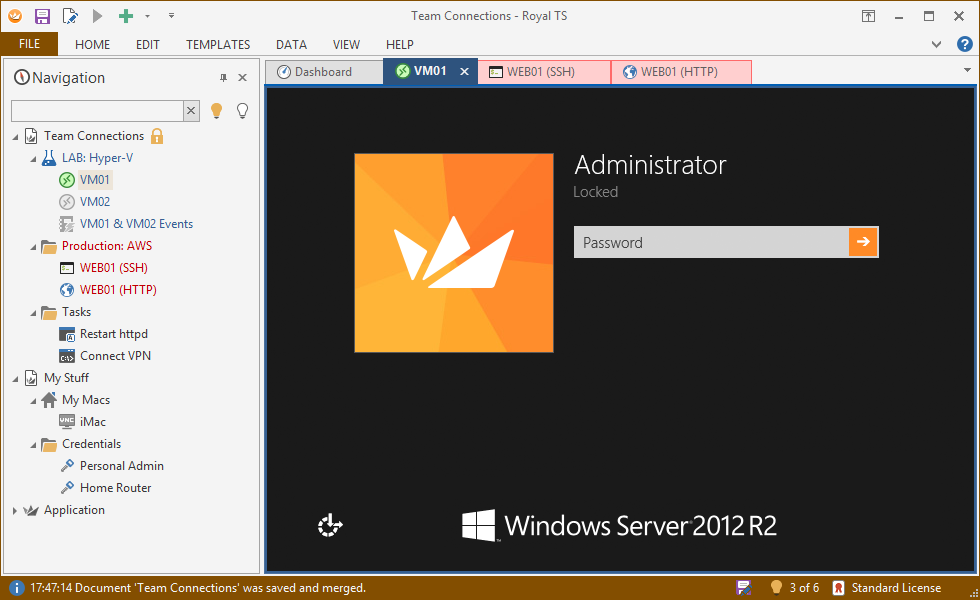 Team Connections - Royal TS
FILE HOME EDIT TEMPLATES DATA VIEW HELP
Navigation
Dashboard VM01 WEB01 (SSH) WEB01 (HTTP)
Team Connections
LAB: Hyper-V
VM01
VM02
VM01 & VM02 Events
Production: AWS
WEB01 (SSH)
WEB01 (HTTP)
Tasks
Restart httpd
Connect VPN
My Stuff
My Macs
iMac
Credentials
Personal Admin
Home Router
Application
Administrator
Locked
Password
Windows Server 2012 R2
17:47:14 Document 'Team Connections' was saved and merged. 3 of 6 Standard License